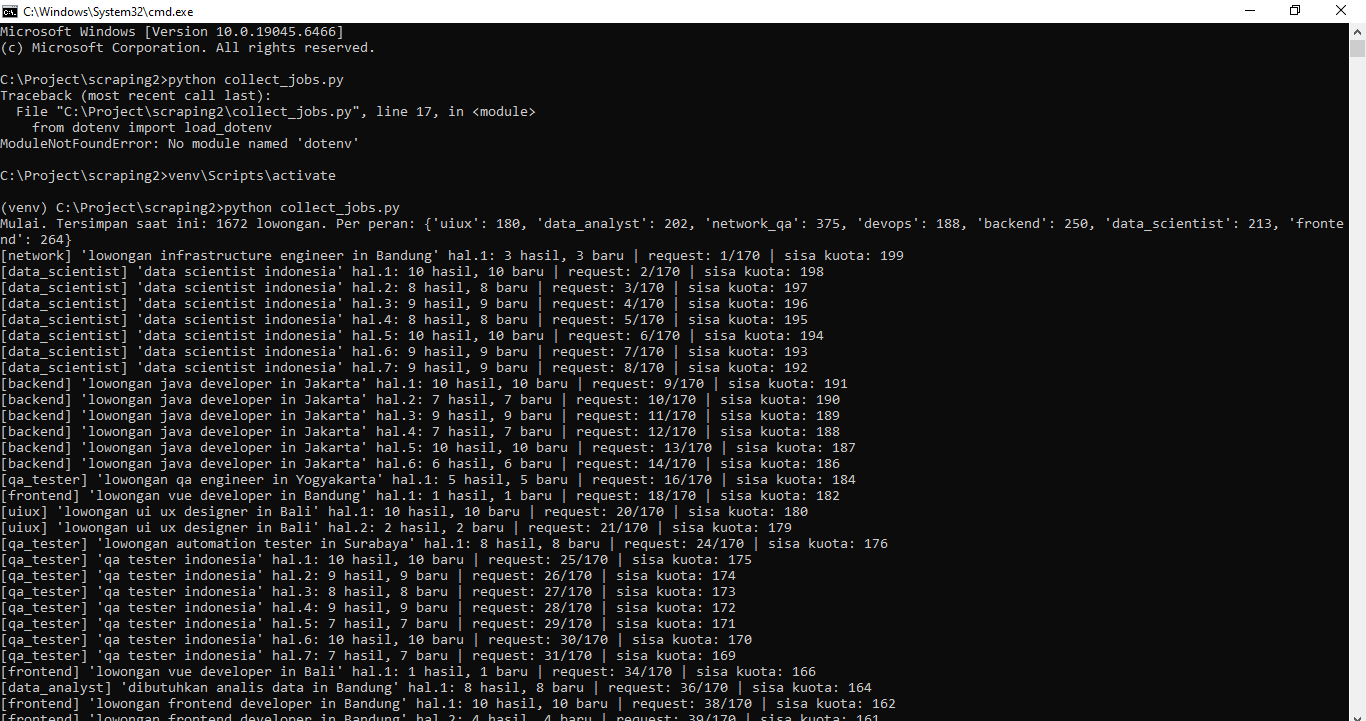 C:\Windows\System32\cmd.exe
Microsoft Windows [Version 10.0.19045.6466]
(c) Microsoft Corporation. All rights reserved.
C:\Project\scraping2>python collect_jobs.py
Traceback (most recent call last):
  File "C:\Project\scraping2\collect_jobs.py", line 17, in <module>
    from dotenv import load_dotenv
ModuleNotFoundError: No module named 'dotenv'
C:\Project\scraping2>venv\Scripts\activate
(venv) C:\Project\scraping2>python collect_jobs.py
Mulai. Tersimpan saat ini: 1672 lowongan. Per peran: {'uiux': 180, 'data_analyst': 202, 'network_qa': 375, 'devops': 188, 'backend': 250, 'data_scientist': 213, 'fronte
nd': 264}
[network] 'lowongan infrastructure engineer in Bandung' hal.1: 3 hasil, 3 baru | request: 1/170 | sisa kuota: 199
[data_scientist] 'data scientist indonesia' hal.1: 10 hasil, 10 baru | request: 2/170 | sisa kuota: 198
[data_scientist] 'data scientist indonesia' hal.2: 8 hasil, 8 baru | request: 3/170 | sisa kuota: 197
[data_scientist] 'data scientist indonesia' hal.3: 9 hasil, 9 baru | request: 4/170 | sisa kuota: 196
[data_scientist] 'data scientist indonesia' hal.4: 8 hasil, 8 baru | request: 5/170 | sisa kuota: 195
[data_scientist] 'data scientist indonesia' hal.5: 10 hasil, 10 baru | request: 6/170 | sisa kuota: 194
[data_scientist] 'data scientist indonesia' hal.6: 9 hasil, 9 baru | request: 7/170 | sisa kuota: 193
[data_scientist] 'data scientist indonesia' hal.7: 9 hasil, 9 baru | request: 8/170 | sisa kuota: 192
[backend] 'lowongan java developer in Jakarta' hal.1: 10 hasil, 10 baru | request: 9/170 | sisa kuota: 191
[backend] 'lowongan java developer in Jakarta' hal.2: 7 hasil, 7 baru | request: 10/170 | sisa kuota: 190
[backend] 'lowongan java developer in Jakarta' hal.3: 9 hasil, 9 baru | request: 11/170 | sisa kuota: 189
[backend] 'lowongan java developer in Jakarta' hal.4: 7 hasil, 7 baru | request: 12/170 | sisa kuota: 188
[backend] 'lowongan java developer in Jakarta' hal.5: 10 hasil, 10 baru | request: 13/170 | sisa kuota: 187
[backend] 'lowongan java developer in Jakarta' hal.6: 6 hasil, 6 baru | request: 14/170 | sisa kuota: 186
[qa_tester] 'lowongan qa engineer in Yogyakarta' hal.1: 5 hasil, 5 baru | request: 16/170 | sisa kuota: 184
[frontend] 'lowongan vue developer in Bandung' hal.1: 1 hasil, 1 baru | request: 18/170 | sisa kuota: 182
[uiux] 'lowongan ui ux designer in Bali' hal.1: 10 hasil, 10 baru | request: 20/170 | sisa kuota: 180
[uiux] 'lowongan ui ux designer in Bali' hal.2: 2 hasil, 2 baru | request: 21/170 | sisa kuota: 179
[qa_tester] 'lowongan automation tester in Surabaya' hal.1: 8 hasil, 8 baru | request: 24/170 | sisa kuota: 176
[qa_tester] 'qa tester indonesia' hal.1: 10 hasil, 10 baru | request: 25/170 | sisa kuota: 175
[qa_tester] 'qa tester indonesia' hal.2: 9 hasil, 9 baru | request: 26/170 | sisa kuota: 174
[qa_tester] 'qa tester indonesia' hal.3: 8 hasil, 8 baru | request: 27/170 | sisa kuota: 173
[qa_tester] 'qa tester indonesia' hal.4: 9 hasil, 9 baru | request: 28/170 | sisa kuota: 172
[qa_tester] 'qa tester indonesia' hal.5: 7 hasil, 7 baru | request: 29/170 | sisa kuota: 171
[qa_tester] 'qa tester indonesia' hal.6: 10 hasil, 10 baru | request: 30/170 | sisa kuota: 170
[qa_tester] 'qa tester indonesia' hal.7: 7 hasil, 7 baru | request: 31/170 | sisa kuota: 169
[frontend] 'lowongan vue developer in Bali' hal.1: 1 hasil, 1 baru | request: 34/170 | sisa kuota: 166
[data_analyst] 'dibutuhkan analis data in Bandung' hal.1: 8 hasil, 8 baru | request: 36/170 | sisa kuota: 164
[frontend] 'lowongan frontend developer in Bandung' hal.1: 10 hasil, 10 baru | request: 38/170 | sisa kuota: 162
[frontend] 'lowongan frontend developer in Bandung' hal.2: 4 hasil, 4 baru | request: 39/170 | sisa kuota: 161